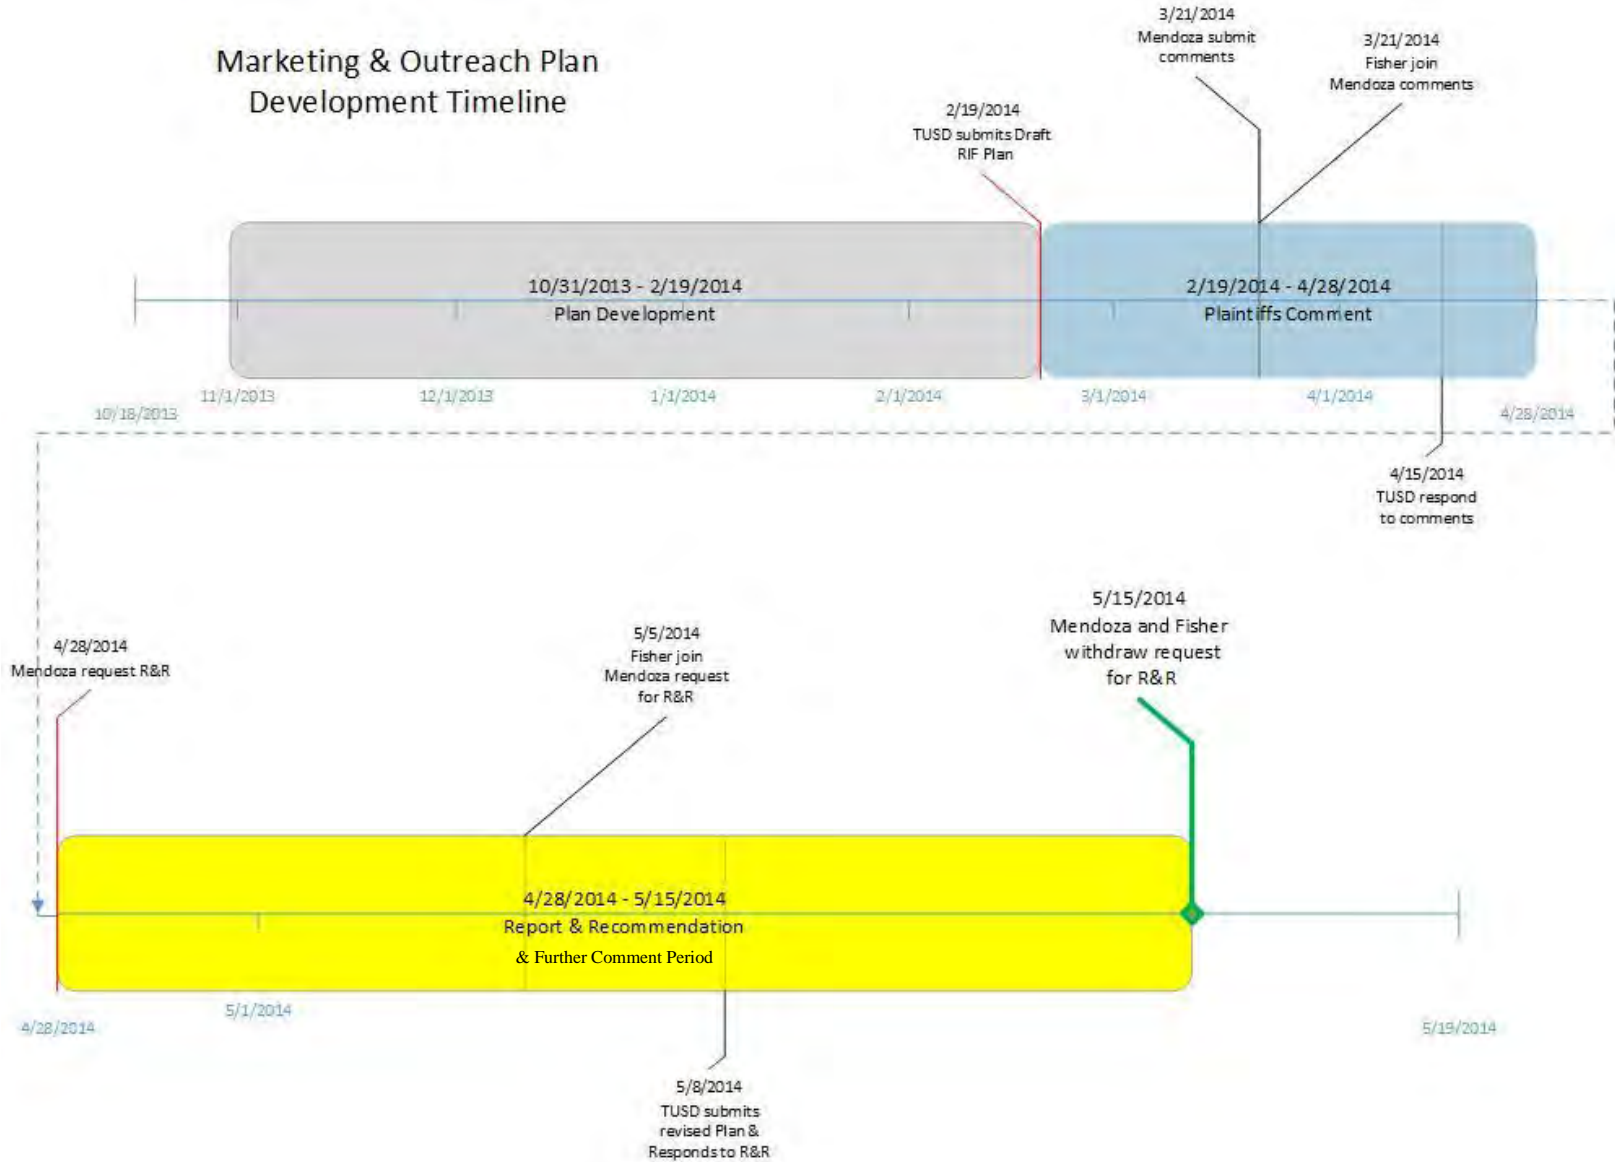 Marketing & Outreach Plan
Development Timeline
3/21/2014
Mendoza submit
comments
3/21/2014
Fisher join
Mendoza comments
2/19/2014
TUSD submits Draft
RIF Plan
10/31/2013 - 2/19/2014
Plan Development
2/19/2014 - 4/28/2014
Plaintiffs Comment
10/18/2013
11/1/2013
12/1/2013
1/1/2014
2/1/2014
3/1/2014
4/1/2014
4/28/2014
4/15/2014
TUSD respond
to comments
4/28/2014
Mendoza request R&R
5/5/2014
Fisher join
Mendoza request
for R&R
5/15/2014
Mendoza and Fisher
withdraw request
for R&R
4/28/2014 - 5/15/2014
Report & Recommendation
& Further Comment Period
4/28/2014
5/1/2014
5/19/2014
5/8/2014
TUSD submits
revised Plan &
Responds to R&R